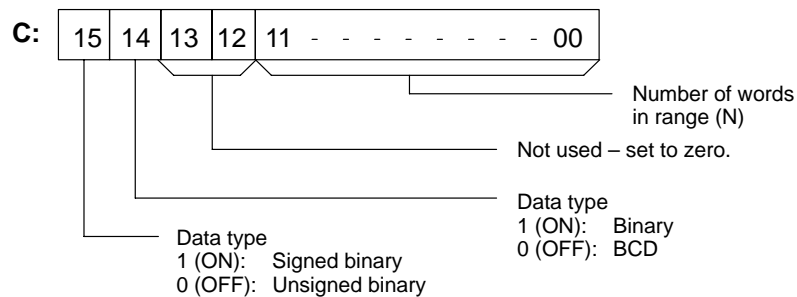 C: 15 14 13 12 11 - - - - - - - - 00
Number of words
in range (N)
Not used – set to zero.
Data type
1 (ON): Binary
0 (OFF): BCD
Data type
1 (ON): Signed binary
0 (OFF): Unsigned binary